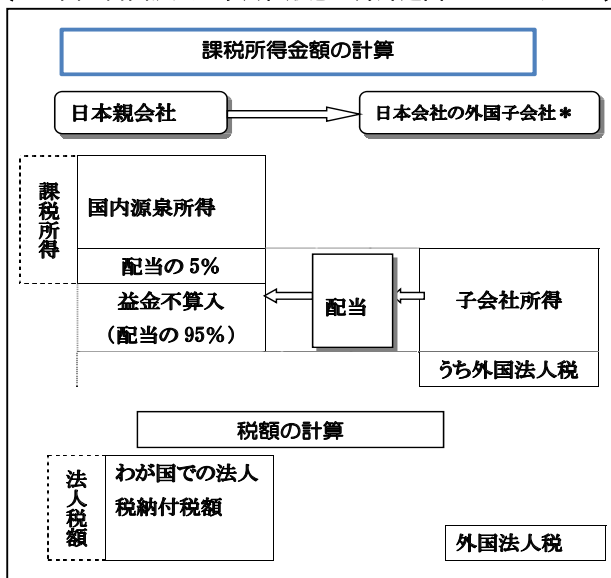 課税所得金額の計算
日本親会社
日本会社の外国子会社*
課税所得
国内源泉所得
配当の5%
益金不算入
(配当の95%)
配当
子会社所得
うち外国法人税
税額の計算
法人税額
わが国での法人
税納付税額
外国法人税